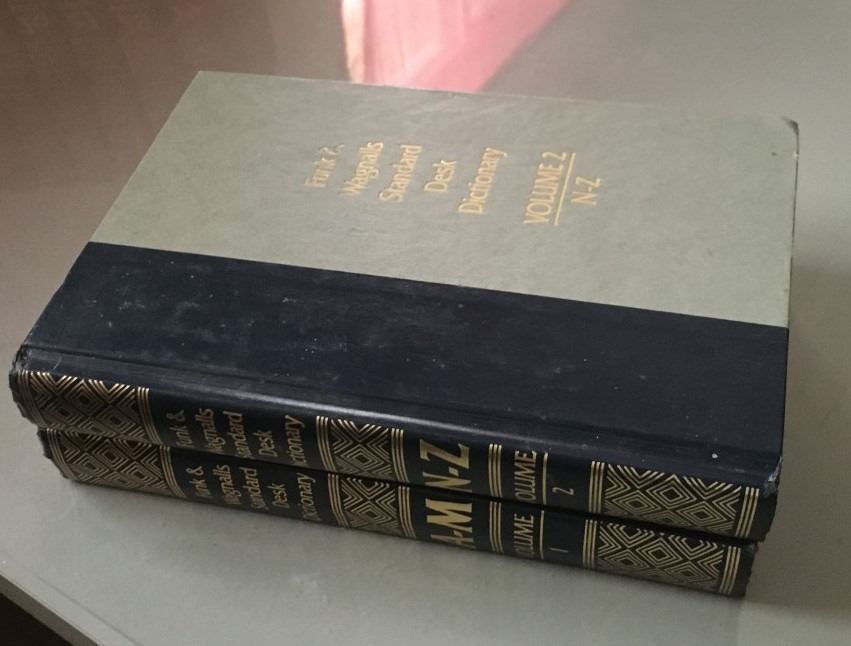 Funk &
Wagnalls
Standard
Desk
Dictionary
VOLUME 2
N-Z
Funk &
Wagnalls
Standard
Desk
Dictionary
N-Z
VOLUME
2
Funk &
Wagnalls
Standard
Desk
Dictionary
A-M
VOLUME
1